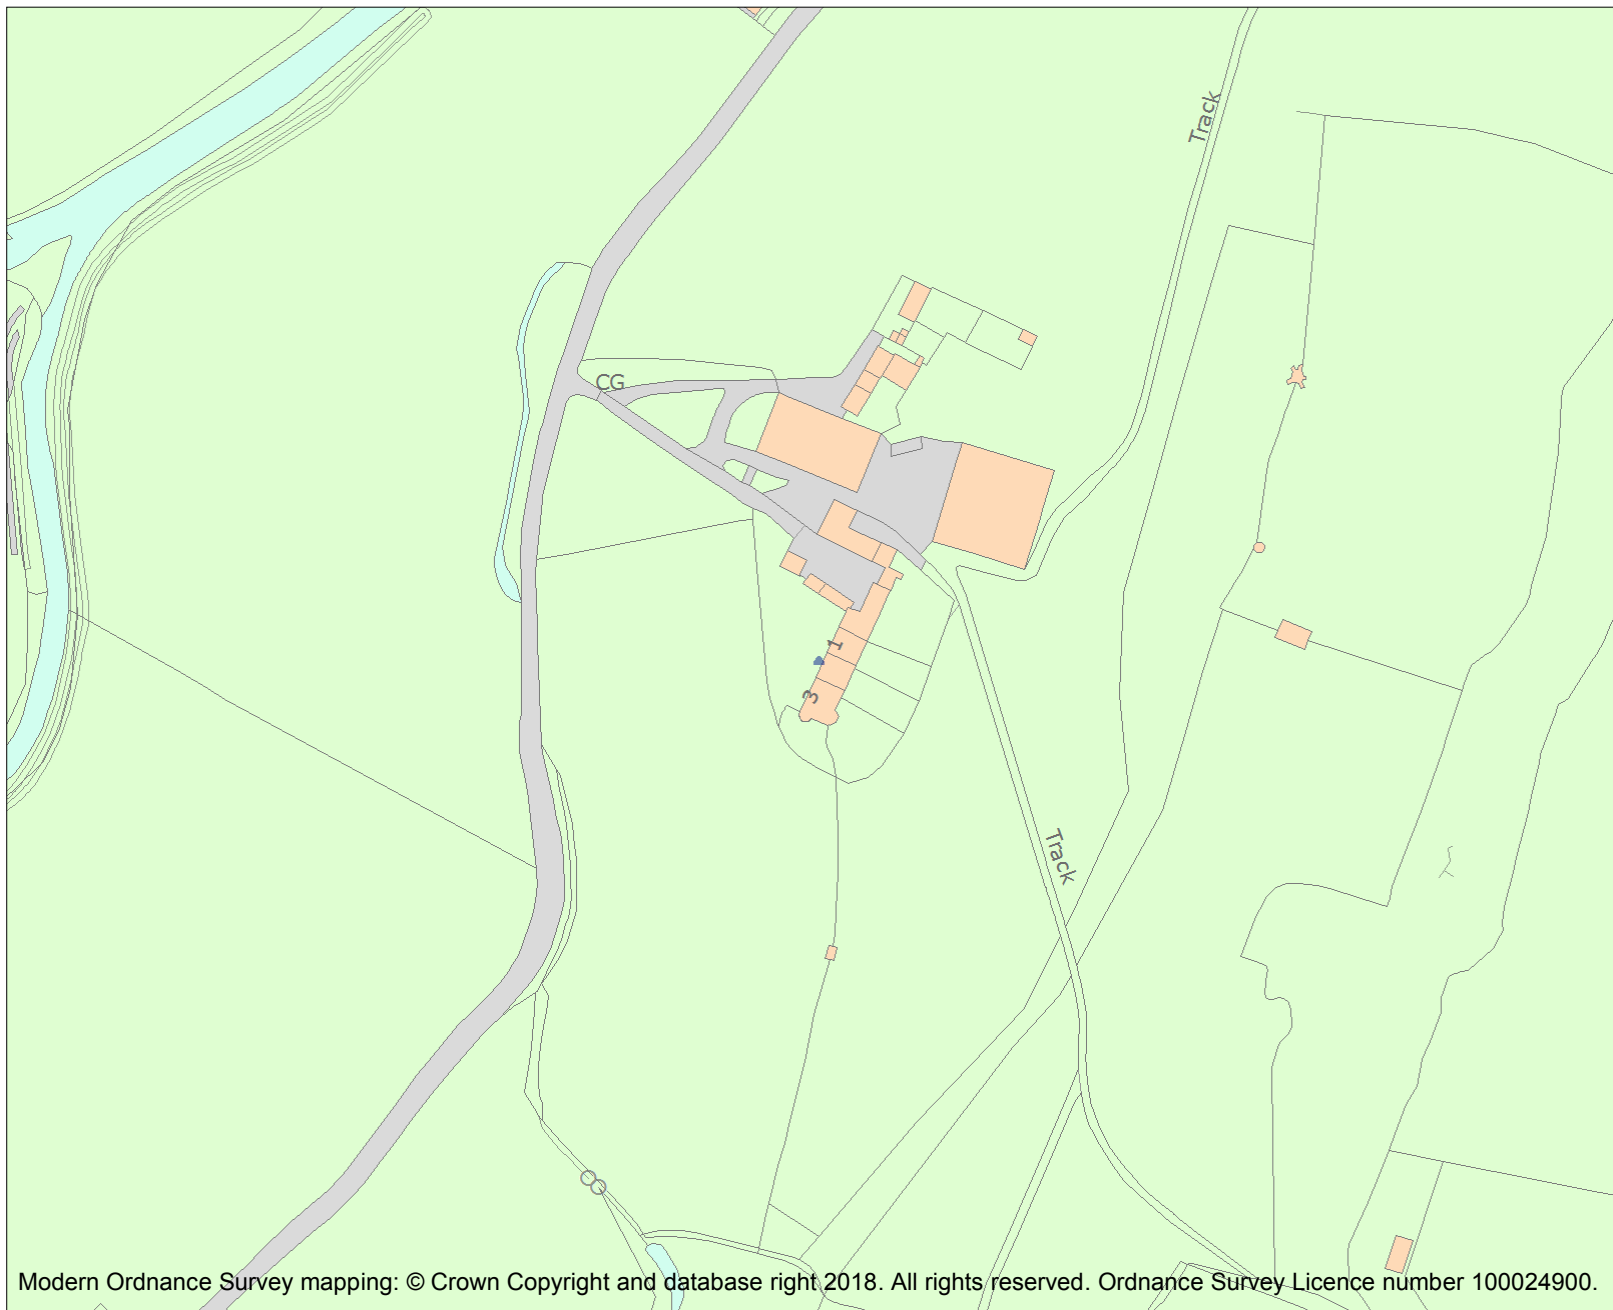 Track
CG
1
3
Track
Modern Ordnance Survey mapping: © Crown Copyright and database right 2018. All rights reserved. Ordnance Survey Licence number 100024900.